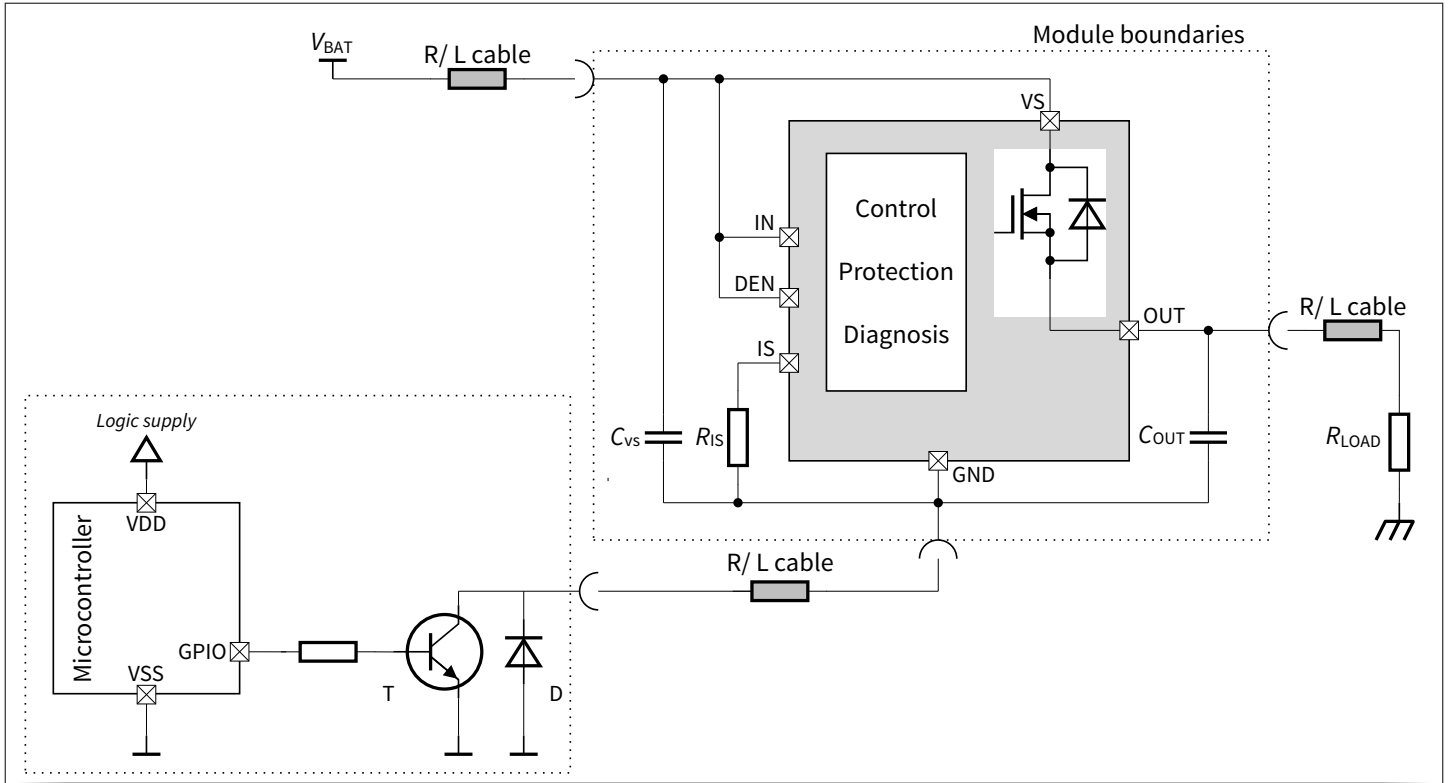 Module boundaries
VBAT
R/ L cable
VS
IN
DEN
IS
Control
Protection
Diagnosis
OUT
R/ L cable
Cvs
RIS
COUT
RLOAD
GND
Logic supply
VDD
Microcontroller
GPIO
VSS
T
D
R/ L cable